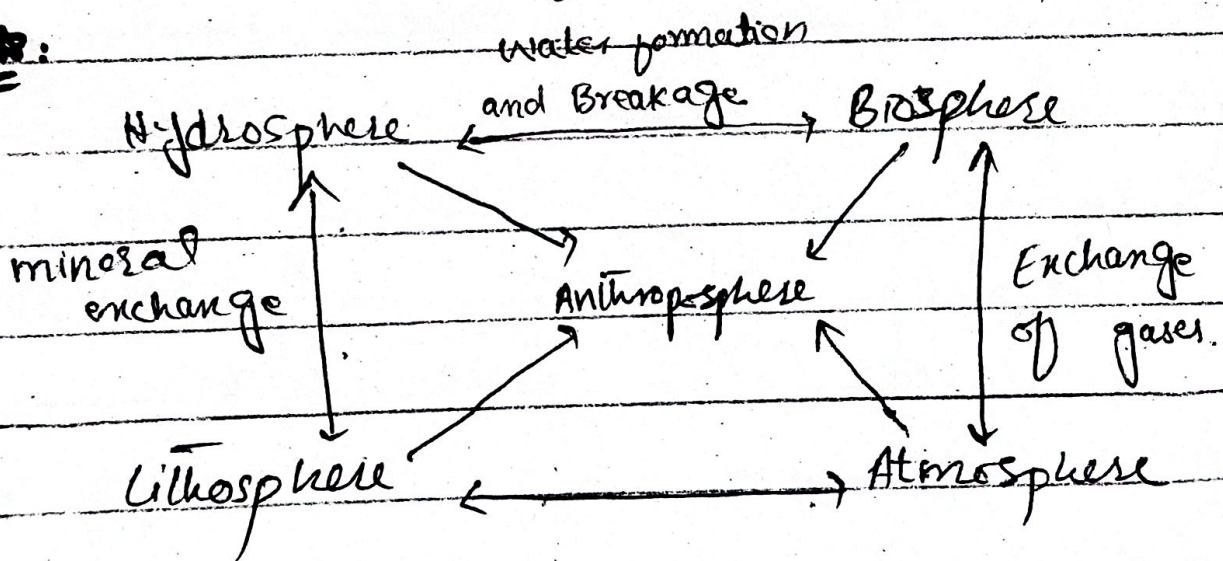 water formation
and Breakage
Hydrosphere
Biosphere
mineral
exchange
Anthroposphere
Exchange
of gases.
Lithosphere
Atmosphere